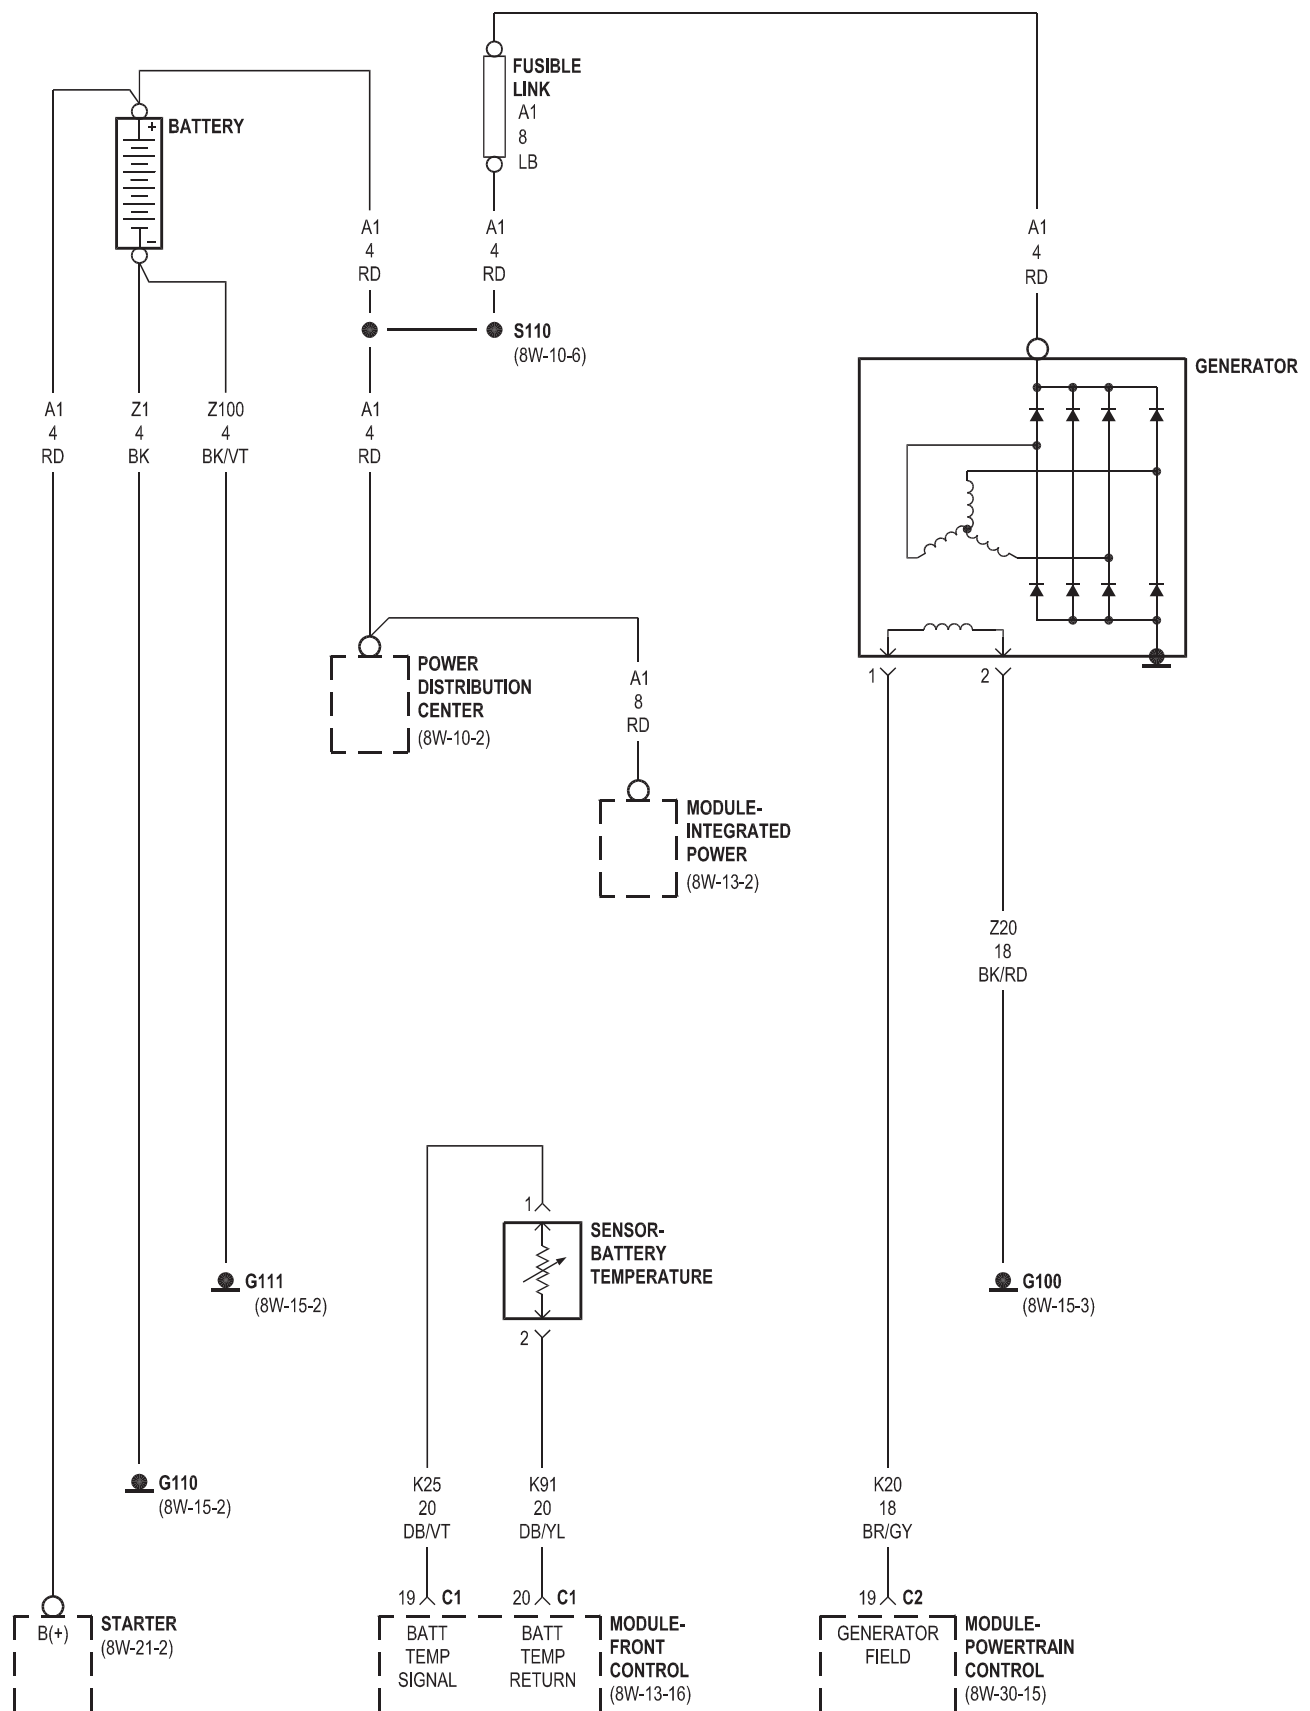 FUSIBLE
LINK
A1
8
LB
+
BATTERY
−
A1
4
RD
A1
4
RD
A1
4
RD
S110
(8W-10-6)
GENERATOR
A1
4
RD
Z1
4
BK
Z100
4
BK/VT
A1
4
RD
POWER
DISTRIBUTION
CENTER
(8W-10-2)
A1
8
RD
1
2
MODULE-
INTEGRATED
POWER
(8W-13-2)
Z20
18
BK/RD
1
SENSOR-
BATTERY
TEMPERATURE
2
G111
(8W-15-2)
G100
(8W-15-3)
G110
(8W-15-2)
K25
20
DB/VT
K91
20
DB/YL
K20
18
BR/GY
19 C1
20 C1
19 C2
B(+)
STARTER
(8W-21-2)
BATT
TEMP
SIGNAL
BATT
TEMP
RETURN
MODULE-
FRONT
CONTROL
(8W-13-16)
GENERATOR
FIELD
MODULE-
POWERTRAIN
CONTROL
(8W-30-15)